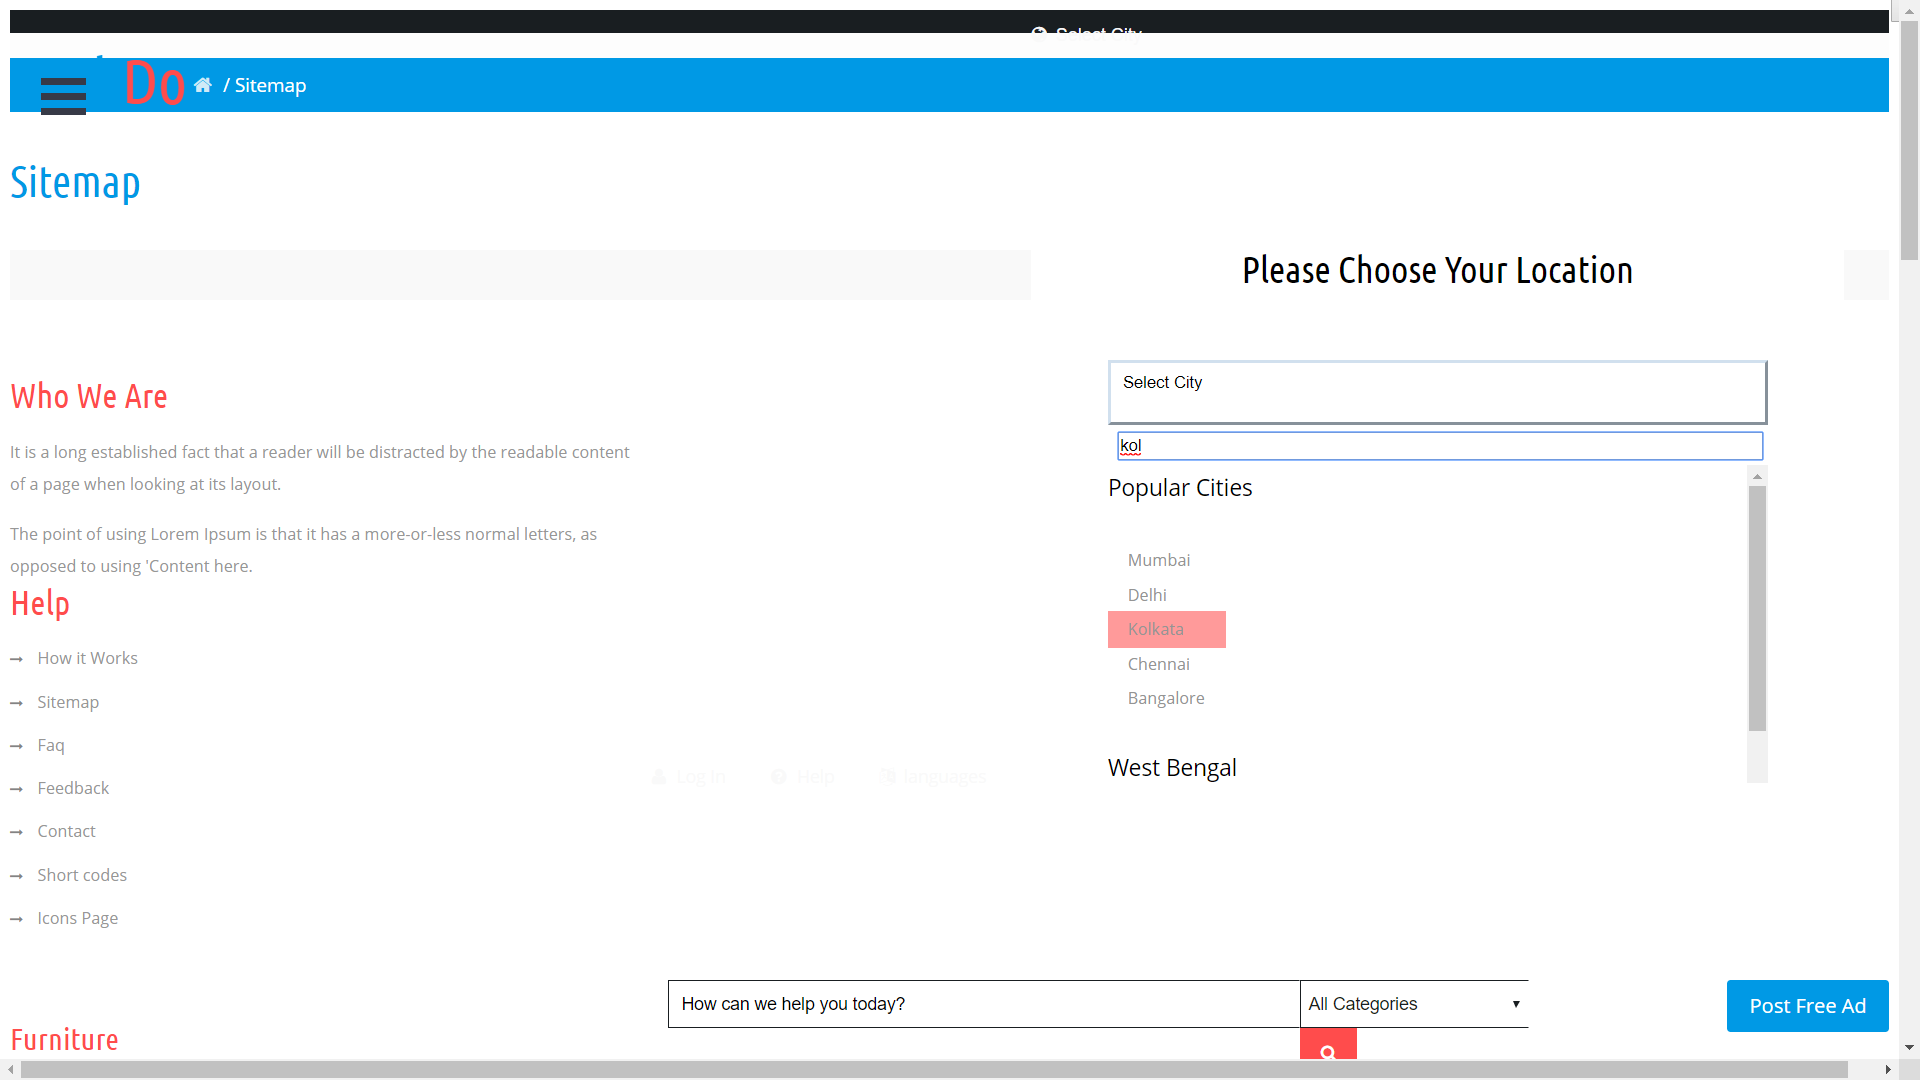 Select City
Do
/ Sitemap
Sitemap
Please Choose Your Location
Who We Are
It is a long established fact that a reader will be distracted by the readable content
of a page when looking at its layout.
The point of using Lorem Ipsum is that it has a more-or-less normal letters, as
opposed to using 'Content here.
Help
How it Works
Sitemap
Faq
Feedback
Contact
Short codes
Icons Page
Log In
Help
languages
Select City
kol
Popular Cities
Mumbai
Delhi
Kolkata
Chennai
Bangalore
West Bengal
How can we help you today?
All Categories
Post Free Ad
Furniture